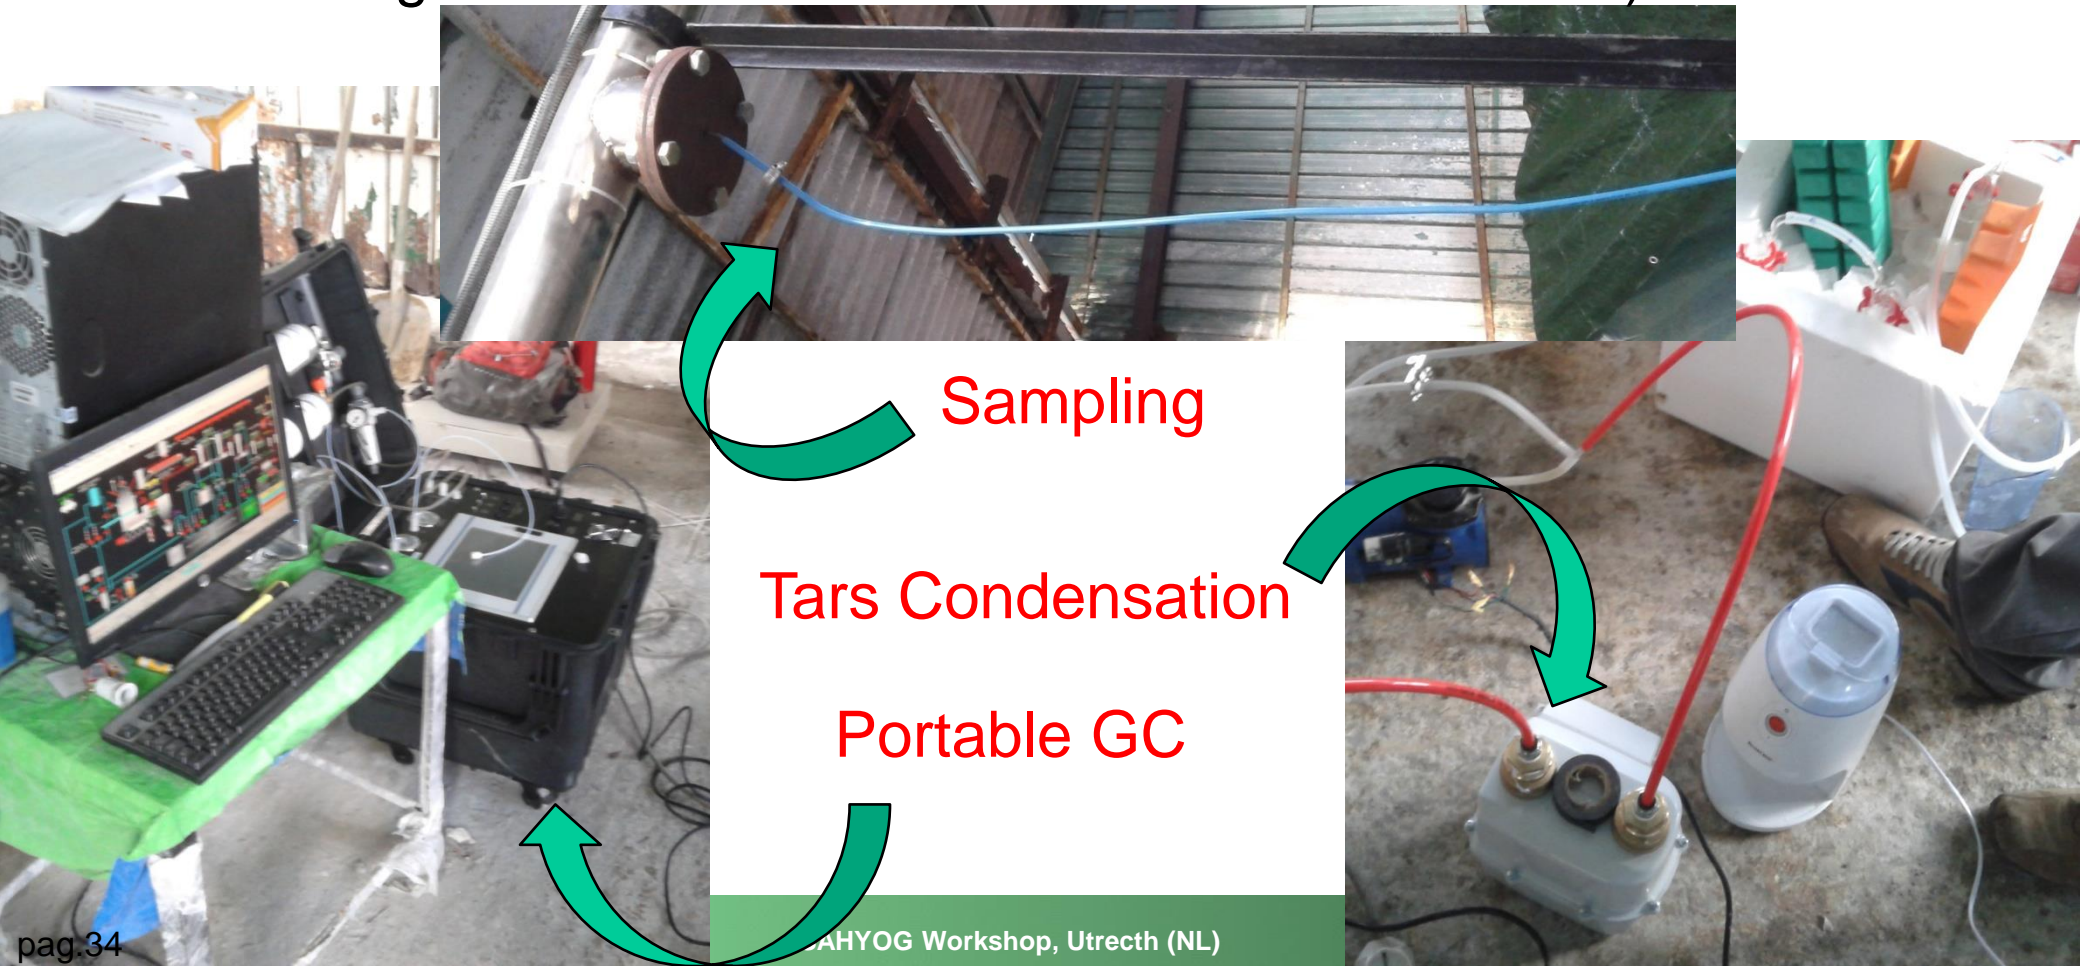 Sampling
Tars Condensation
Portable GC
AHYOG Workshop, Utrecth (NL)
pag.34